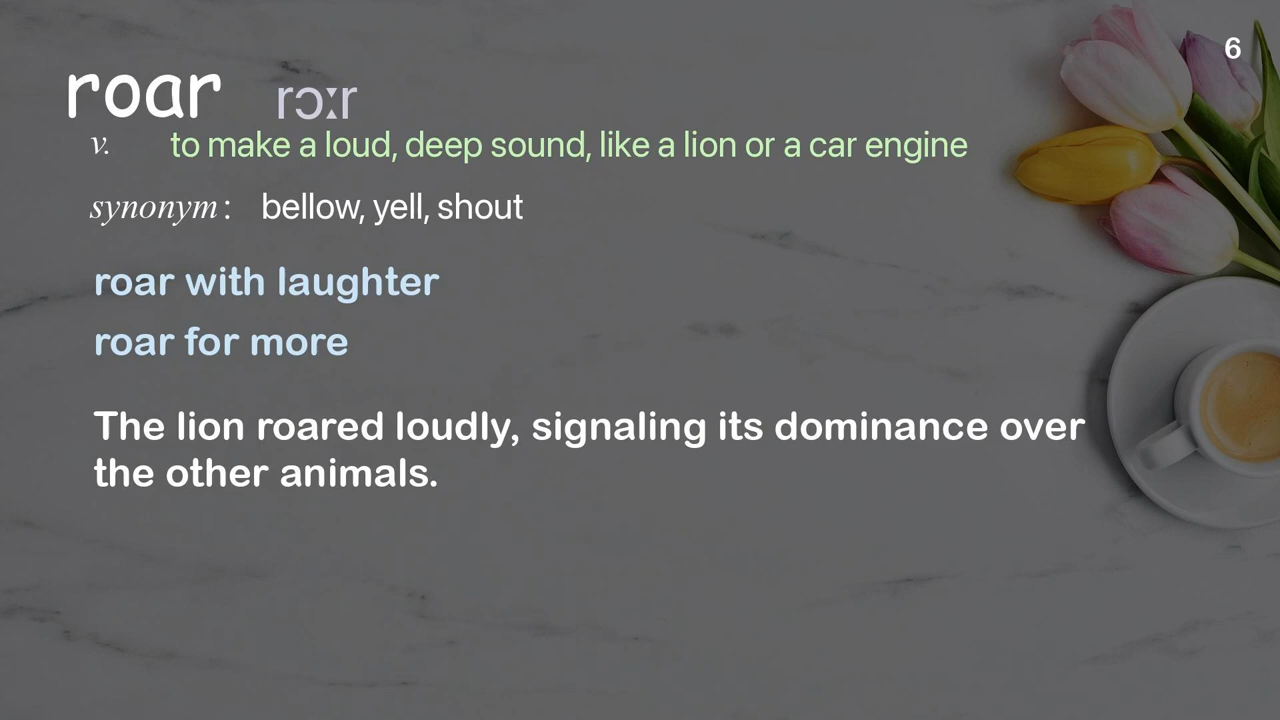 6
roar rɔːr
v. to make a loud, deep sound, like a lion or a car engine
synonym: bellow, yell, shout
roar with laughter
roar for more
The lion roared loudly, signaling its dominance over
the other animals.